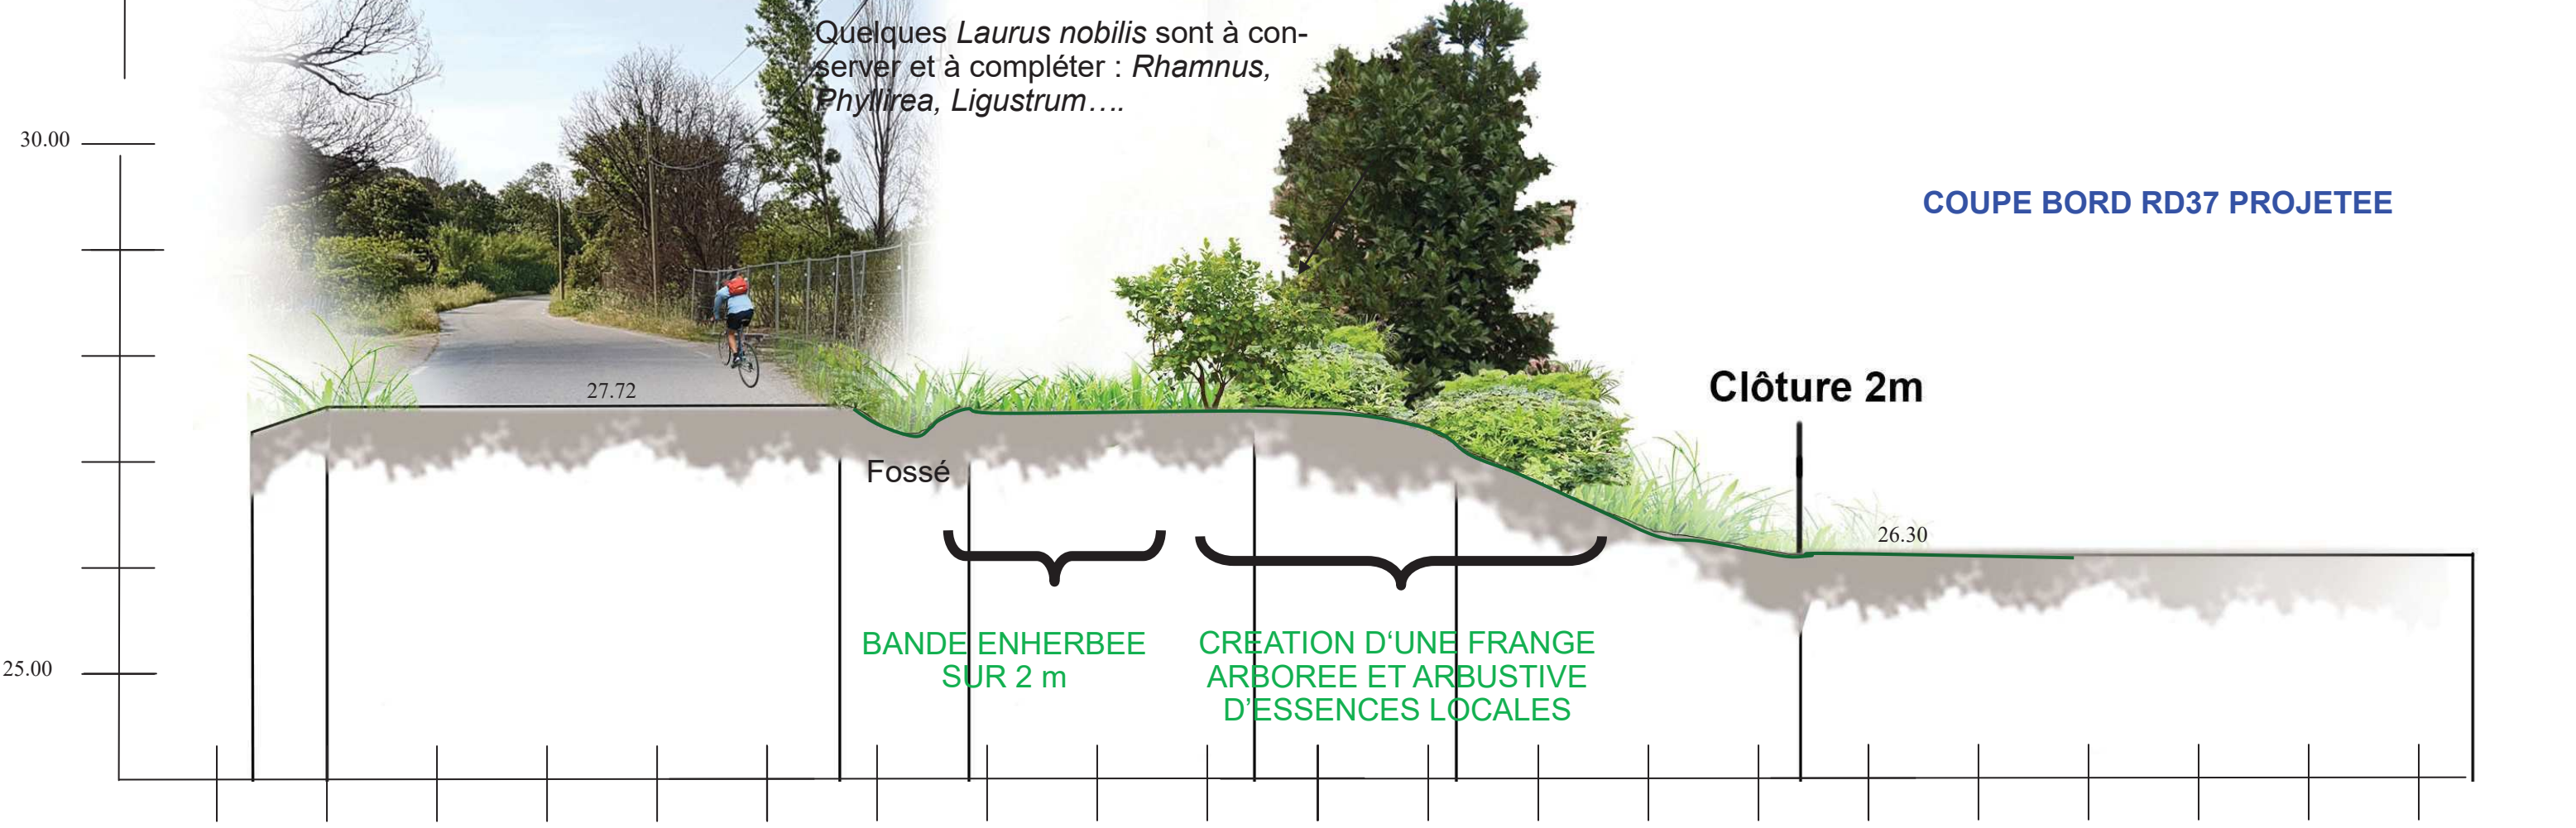 Quelques Laurus nobilis sont à con-
server et à compléter : Rhamnus,
Phyllirea, Ligustrum….
30.00
COUPE BORD RD37 PROJETEE
Clôture 2m
27.72
Fossé
26.30
BANDE ENHERBEE
SUR 2 m
CREATION D‘UNE FRANGE
ARBOREE ET ARBUSTIVE
D’ESSENCES LOCALES
25.00